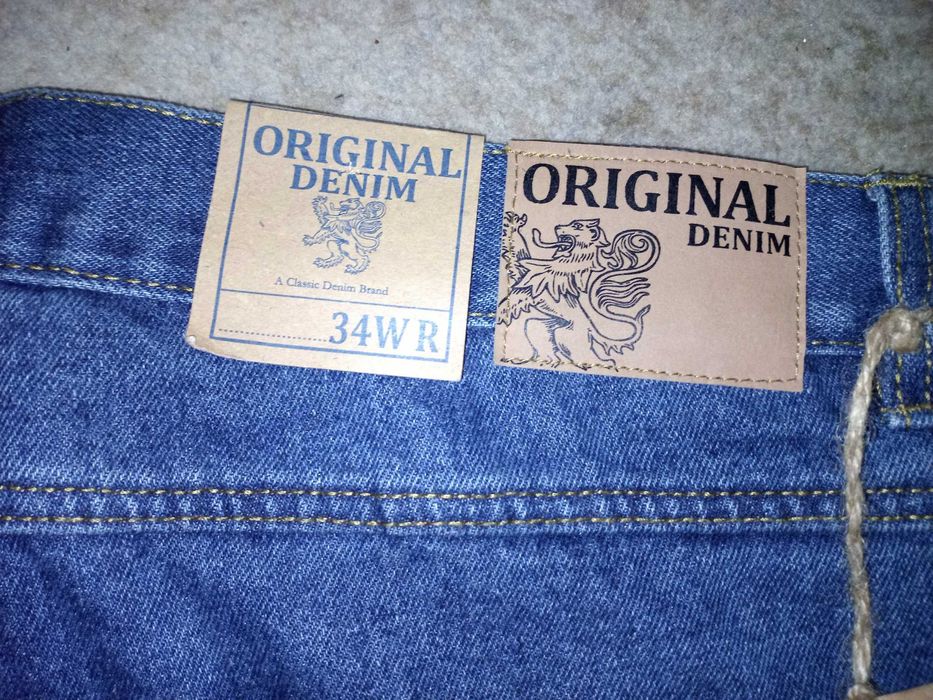 ORIGINAL
DENIM
A Classic Denim Brand
34W R
ORIGINAL
DENIM